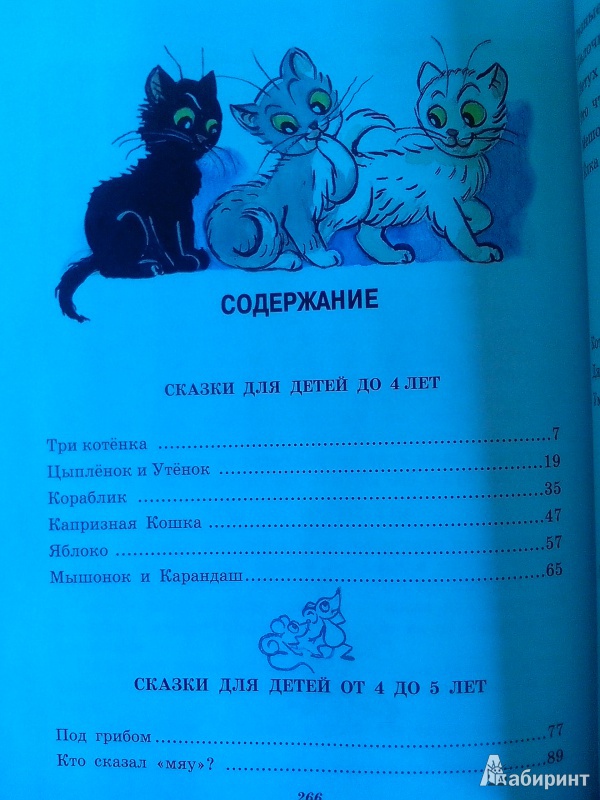 СОДЕРЖАНИЕ
СКАЗКИ ДЛЯ ДЕТЕЙ ДО 4 ЛЕТ
Три котёнка 7
Цыплёнок и Утёнок 19
Кораблик 35
Капризная Кошка 47
Яблоко 57
Мышонок и Карандаш 65
СКАЗКИ ДЛЯ ДЕТЕЙ ОТ 4 ДО 5 ЛЕТ
Под грибом 77
Кто сказал «мяу»? 89
266
Лабиринт